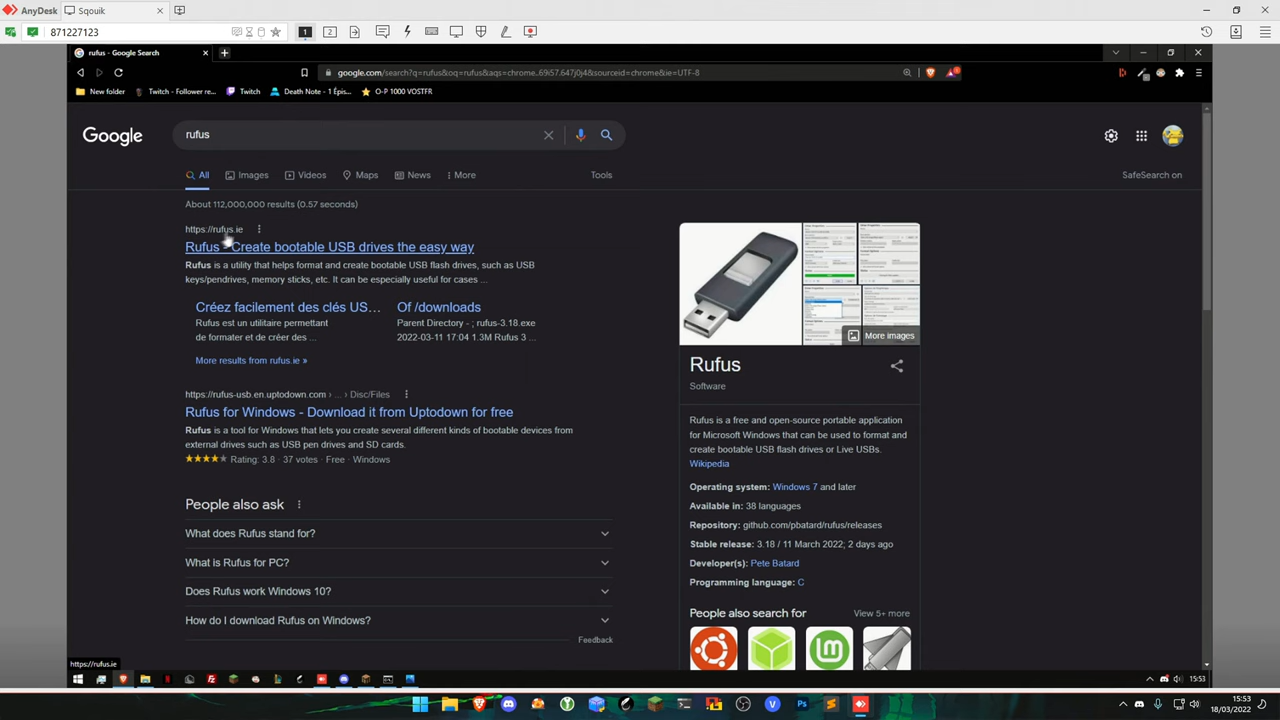 AnyDesk
Sqouik
871227123
1
2
rufus - Google Search
google.com/search?q=rufus&oq=rufus&aqs=chrome..69i57.647j0j4&sourceid=chrome&ie=UTF-8
New folder
Twitch - Follower re...
Twitch
Death Note - 1 Épis...
O-P 1000 VOSTFR
Google
rufus
All
Images
Videos
Maps
News
More
Tools
SafeSearch on
About 112,000,000 results (0.57 seconds)
https://rufus.ie
Rufus - Create bootable USB drives the easy way
Rufus is a utility that helps format and create bootable USB flash drives, such as USB
keys/pendrives, memory sticks, etc. It can be especially useful for cases ...
Créez facilement des clés US...
Of /downloads
Rufus est un utilitaire permettant
de formater et de créer des ...
Parent Directory - ; rufus-3.18.exe
2022-03-11 17:04 1.3M Rufus 3 ...
More results from rufus.ie »
https://rufus-usb.en.uptodown.com › ... › Disc/Files
Rufus for Windows - Download it from Uptodown for free
Rufus is a tool for Windows that lets you create several different kinds of bootable devices from
external drives such as USB pen drives and SD cards.
Rating: 3.8 · 37 votes · Free · Windows
People also ask
What does Rufus stand for?
What is Rufus for PC?
Does Rufus work Windows 10?
How do I download Rufus on Windows?
Feedback
More images
Rufus
Software
Rufus is a free and open-source portable application
for Microsoft Windows that can be used to format and
create bootable USB flash drives or Live USBs.
Wikipedia
Operating system: Windows 7 and later
Available in: 38 languages
Repository: github.com/pbatard/rufus/releases
Stable release: 3.18 / 11 March 2022; 2 days ago
Developer(s): Pete Batard
Programming language: C
People also search for
View 5+ more
https://rufus.ie
15:53
15:53
18/03/2022